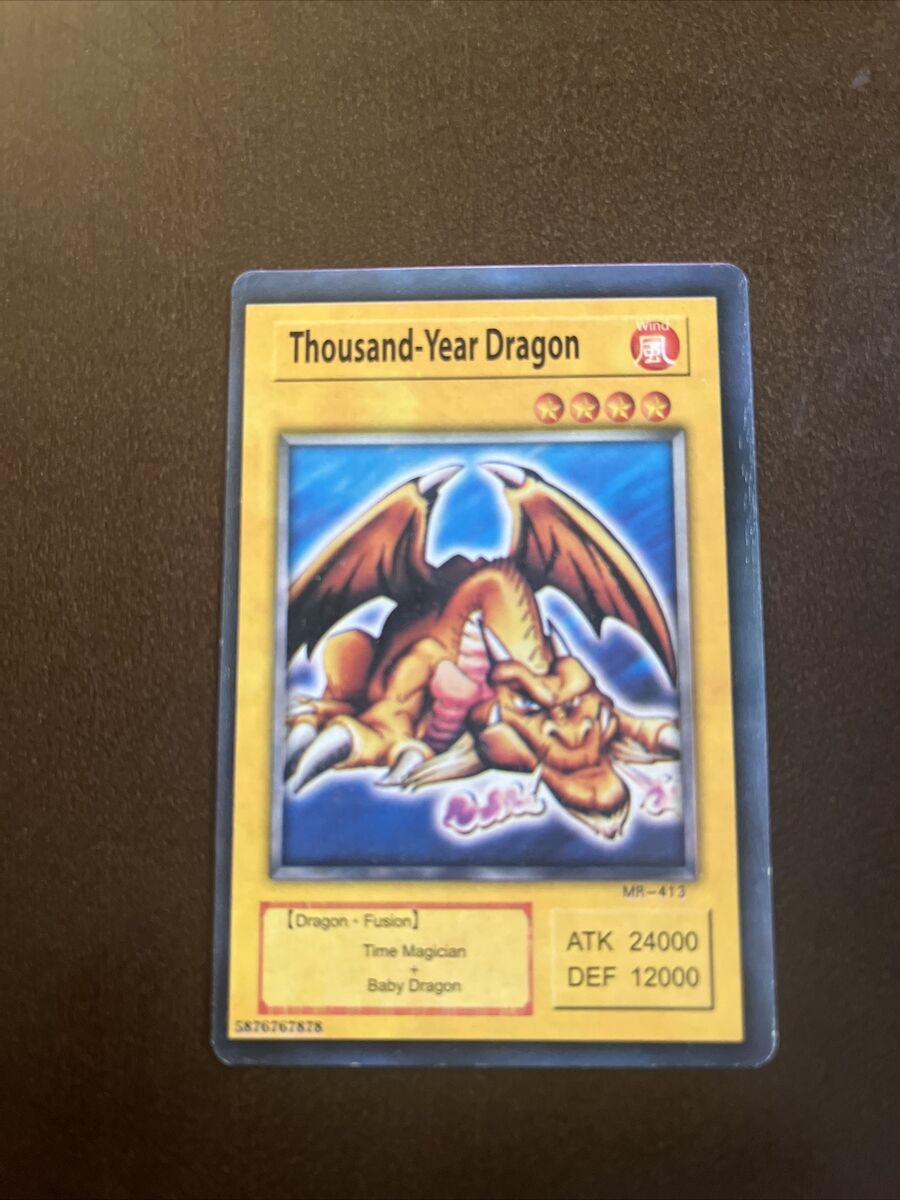 Thousand-Year Dragon
Wind
風
MR-413
【Dragon - Fusion】
Time Magician
+
Baby Dragon
ATK 24000
DEF 12000
5876767878